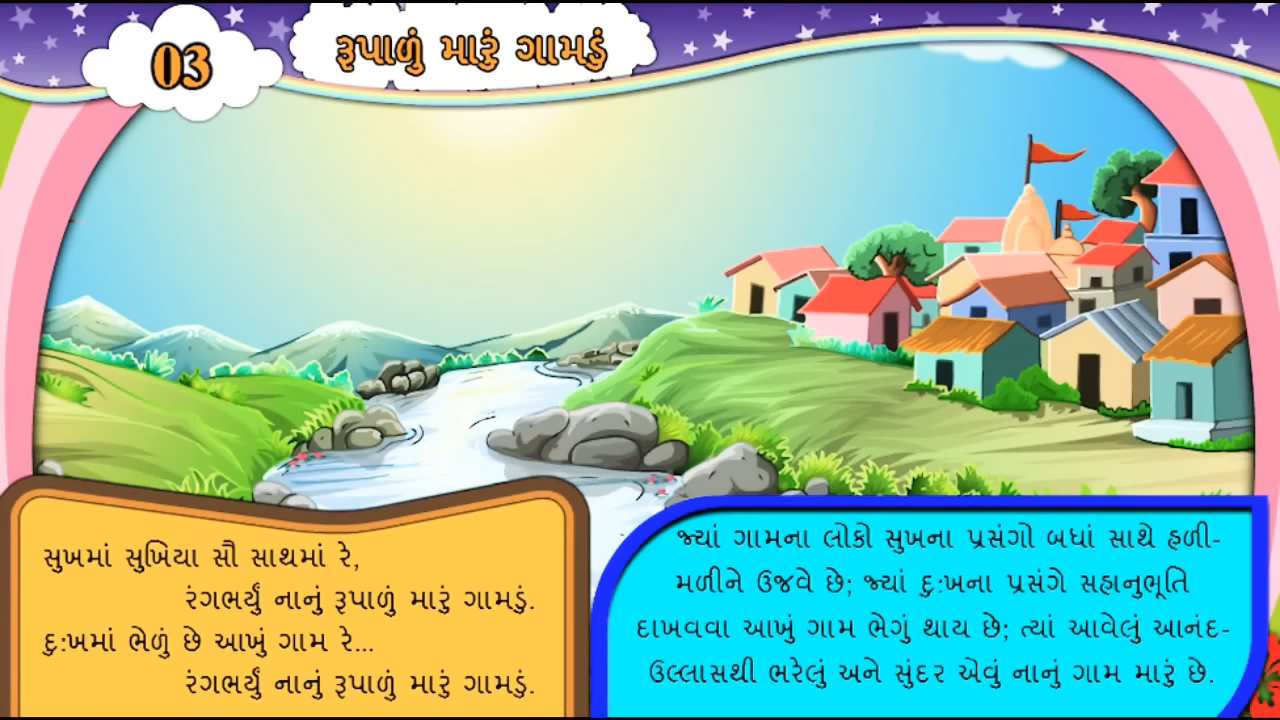 03
રૂપાળું મારું ગામડું
સુખમાં સુખિયા સૌ સાથમાં રે,
રંગભર્યું નાનું રૂપાળું મારું ગામડું.
દુ:ખમાં ભેળું છે આખું ગામ રે...
રંગભર્યું નાનું રૂપાળું મારું ગામડું.
જ્યાં ગામના લોકો સુખના પ્રસંગો બધાં સાથે હળી-
મળીને ઉજવે છે; જ્યાં દુ:ખના પ્રસંગે સહાનુભૂતિ
દાખવવા આખું ગામ ભેગું થાય છે; ત્યાં આવેલું આનંદ-
ઉલ્લાસથી ભરેલું અને સુંદર એવું નાનું ગામ મારું છે.